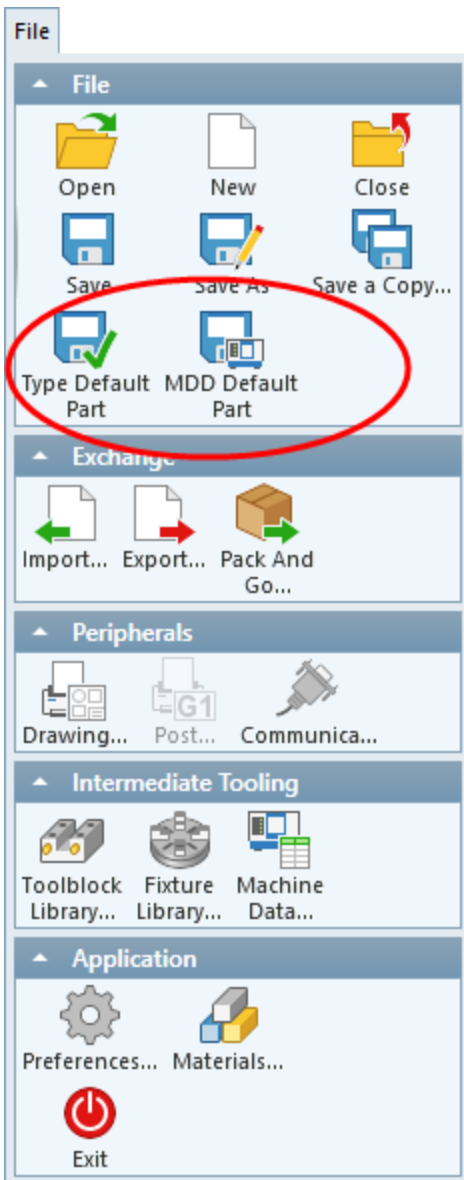 File
File
Open New Close
Save Save As Save a Copy...
Type Default MDD Default
Part Part
Exchange
Import... Export... Pack And
Go...
Peripherals
G1
Drawing... Post... Communica...
Intermediate Tooling
Toolblock Fixture Machine
Library... Library... Data...
Application
Preferences... Materials...
Exit